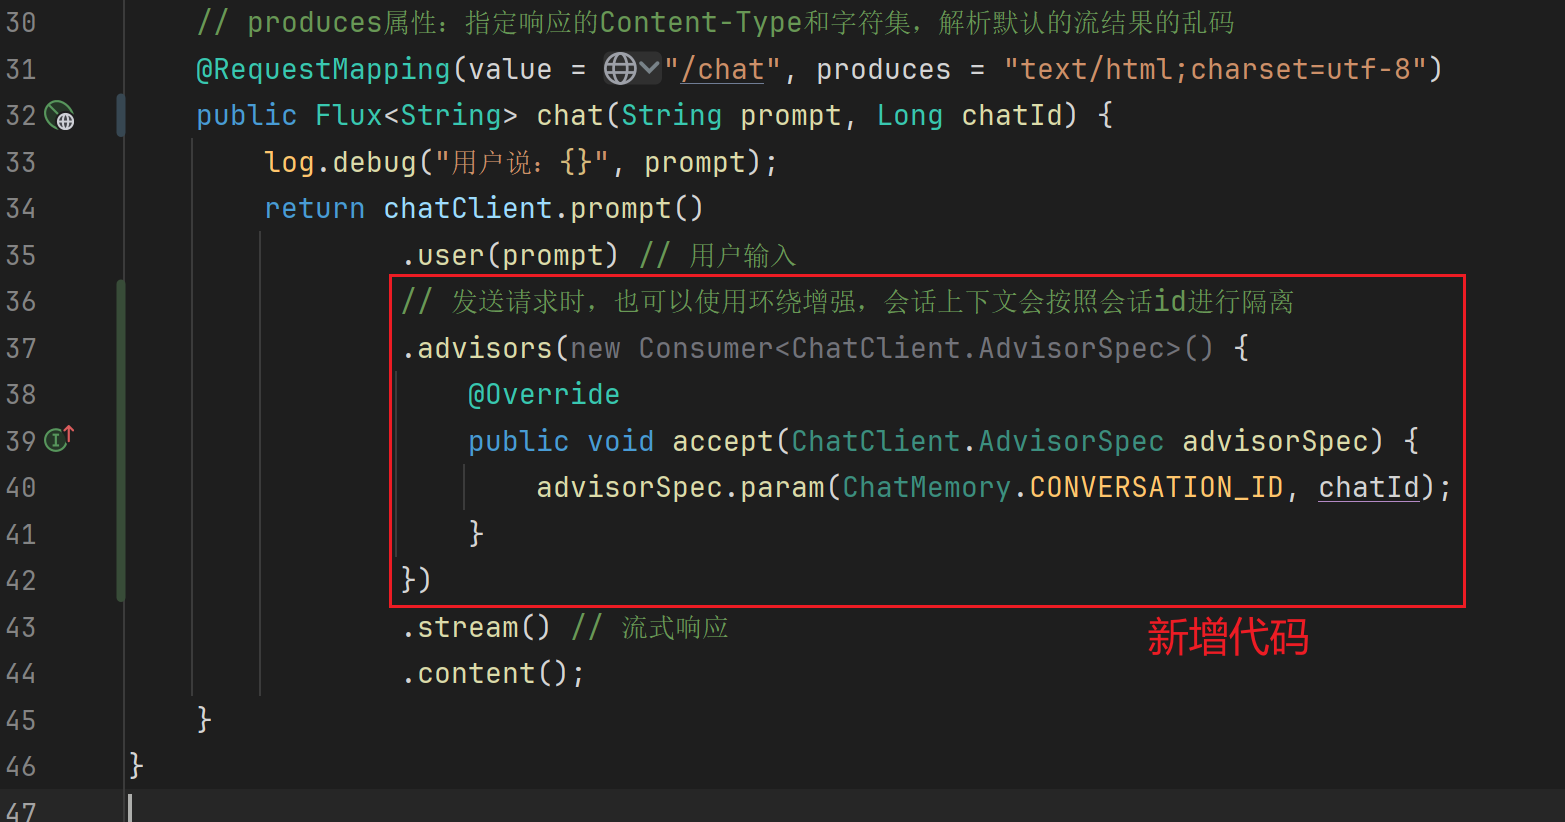 30 // produces属性：指定响应的Content-Type和字符集，解析默认的流结果的乱码
31 @RequestMapping(value = "/chat", produces = "text/html;charset=utf-8")
32 public Flux<String> chat(String prompt, Long chatId) {
33 log.debug("用户说：{}", prompt);
34 return chatClient.prompt()
35 .user(prompt) // 用户输入
36 // 发送请求时，也可以使用环绕增强，会话上下文会按照会话id进行隔离
37 .advisors(new Consumer<ChatClient.AdvisorSpec>() {
38 @Override
39 public void accept(ChatClient.AdvisorSpec advisorSpec) {
40 advisorSpec.param(ChatMemory.CONVERSATION_ID, chatId);
41 }
42 })
43 .stream() // 流式响应
新增代码
44 .content();
45 }
46 }
47